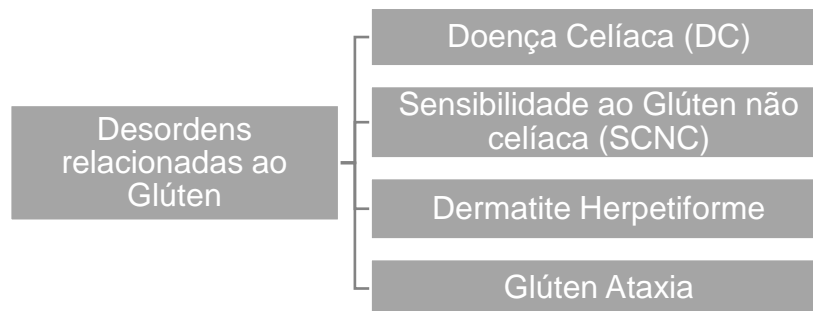 Desordens
relacionadas ao
Glúten
Doença Celíaca (DC)
Sensibilidade ao Glúten não
celíaca (SCNC)
Dermatite Herpetiforme
Glúten Ataxia